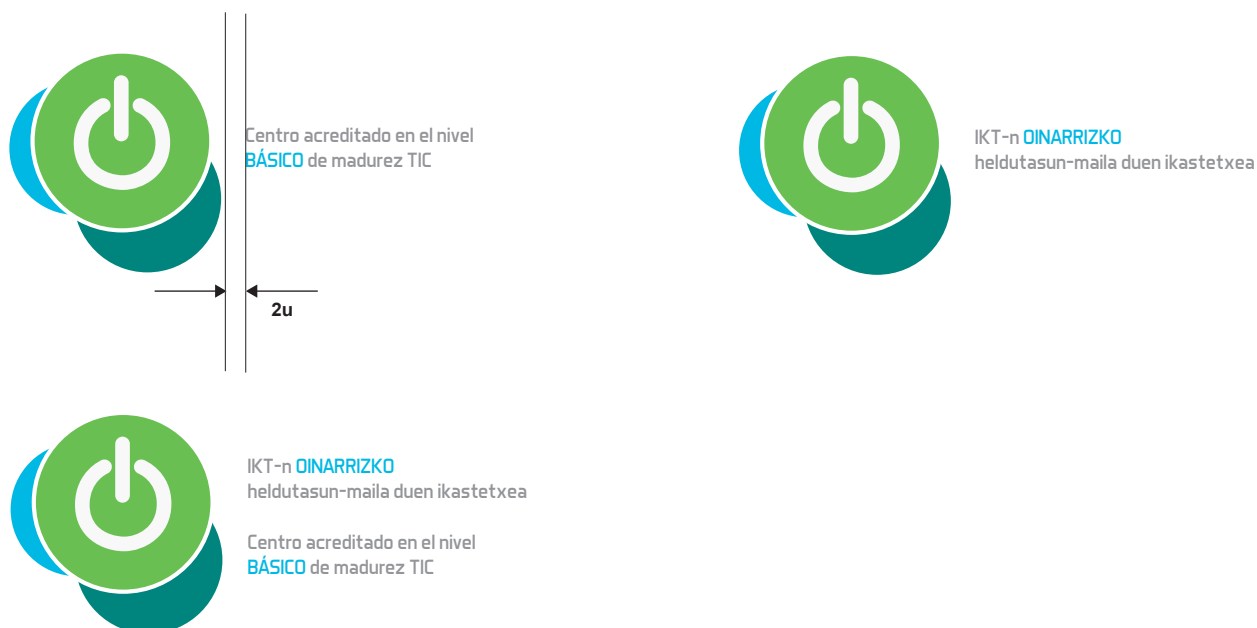 Centro acreditado en el nivel
BÁSICO de madurez TIC
2u
IKT-n OINARRIZKO
heldutasun-maila duen ikastetxea
IKT-n OINARRIZKO
heldutasun-maila duen ikastetxea
Centro acreditado en el nivel
BÁSICO de madurez TIC